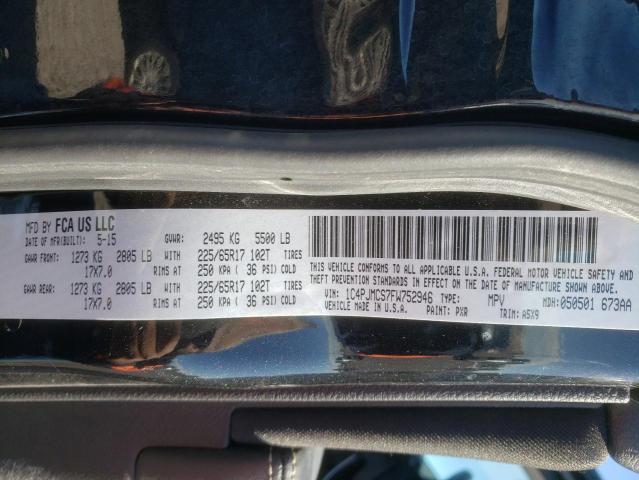 MFD BY FCA US LLC
DATE OF MFR(BUILT): 5-15 GVWR: 2495 KG 5500 LB
GAWR FRONT: 1273 KG 2805 LB WITH 225/65R17 102T TIRES
17X7.0 RIMS AT 250 KPA ( 36 PSI) COLD
GAWR REAR: 1273 KG 2805 LB WITH 225/65R17 102T TIRES
17X7.0 RIMS AT 250 KPA ( 36 PSI) COLD
THIS VEHICLE CONFORMS TO ALL APPLICABLE U.S.A. FEDERAL MOTOR VEHICLE SAFETY AND
THEFT PREVENTION STANDARDS IN EFFECT ON THE DATE OF MANUFACTURE SHOWN ABOVE.
VIN: 1C4PJMCS7FW752946 TYPE: MPV MDH: 050501 673AA
VEHICLE MADE IN U.S.A. PAINT: PXR TRIM: A5X9